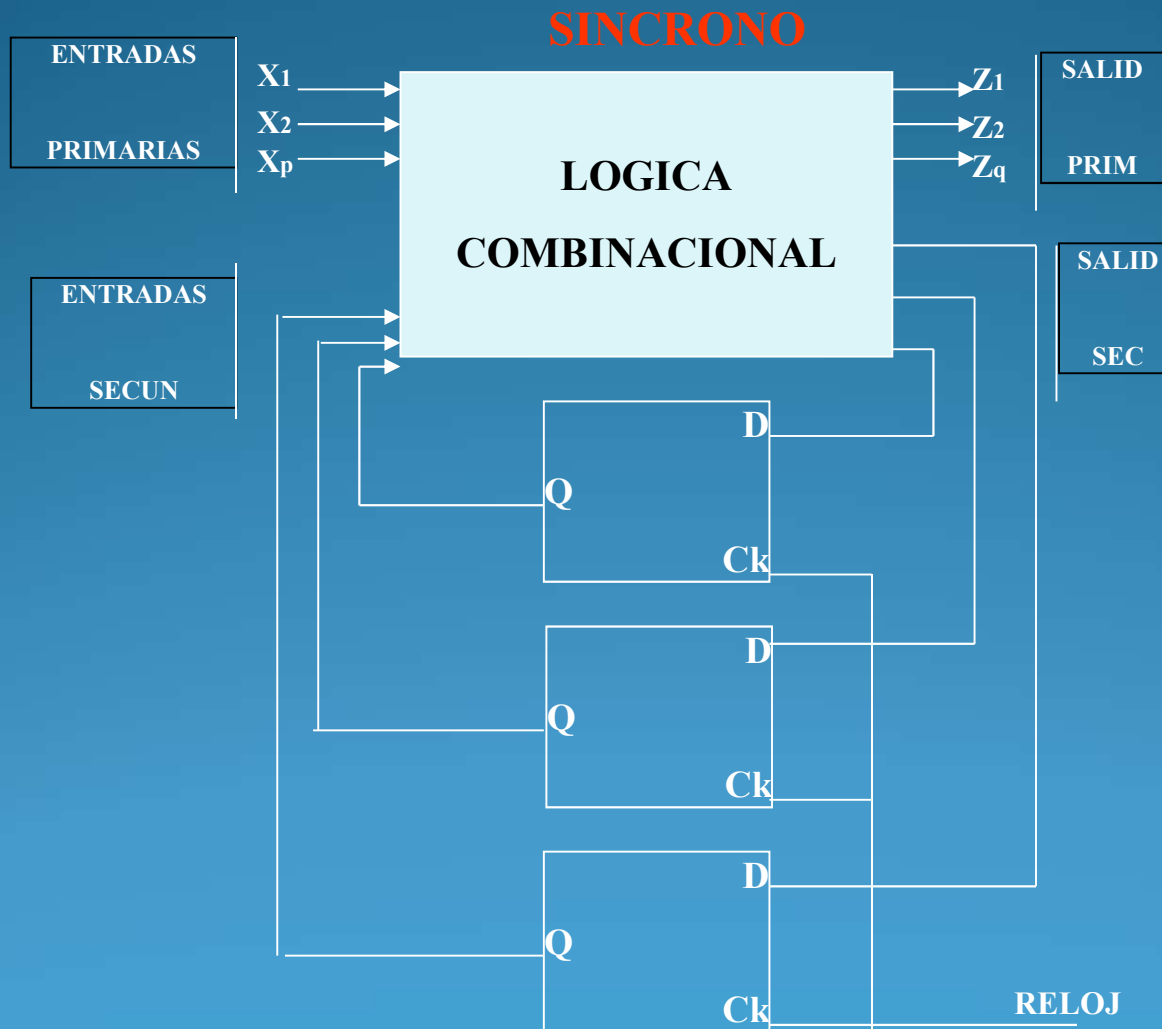 SINCRONO
ENTRADAS
PRIMARIAS
X1
X2
Xp
LOGICA
COMBINACIONAL
Z1
Z2
Zq
SALID
PRIM
ENTRADAS
SECUN
SALID
SEC
D
Q
Ck
D
Q
Ck
D
Q
Ck
RELOJ